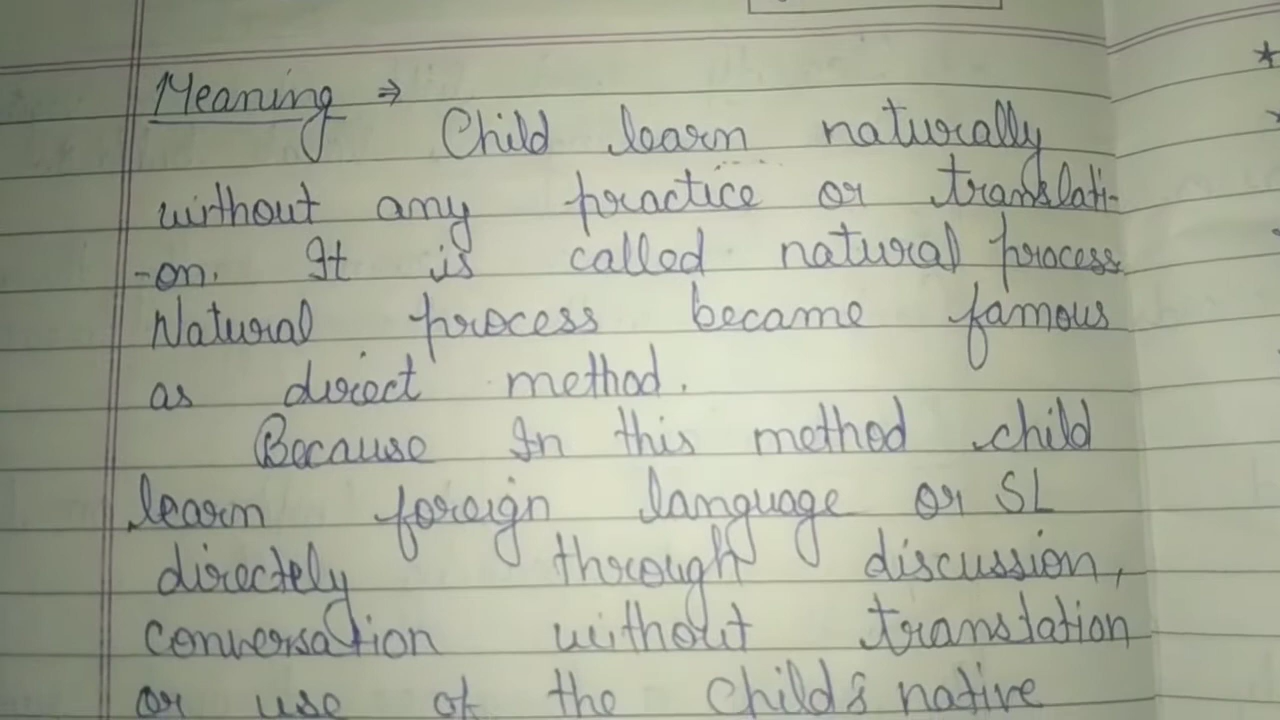 Meaning ⇒
Child learn naturally
without any practice or translati-
-on. It is called natural process
Natural process became famous
as direct method.
Because In this method child
learn foreign language or SL
directely through discussion,
conversation without translation
or use of the child's native